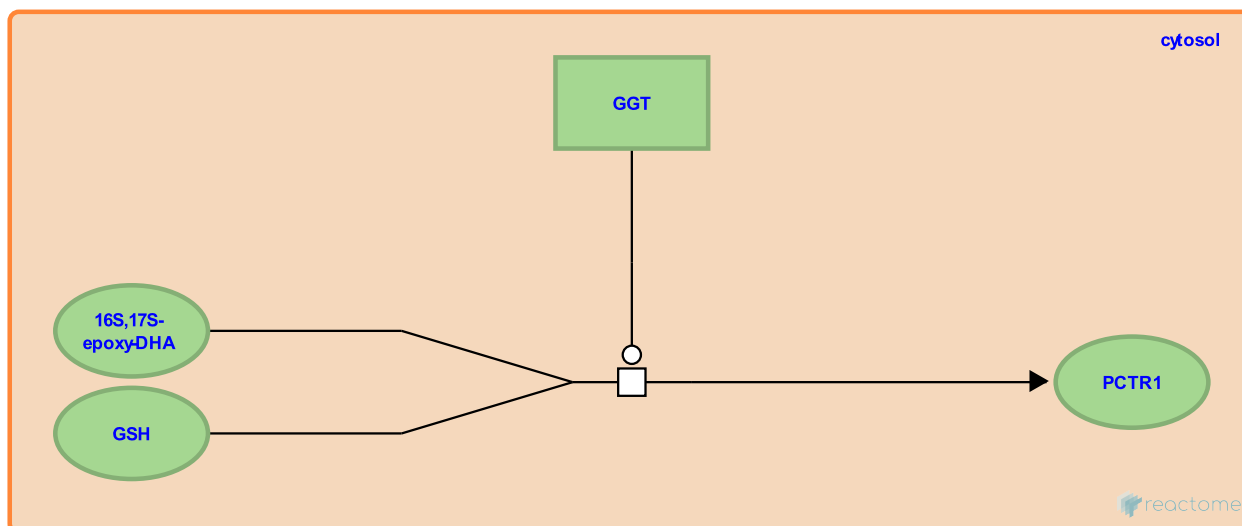 cytosol
GGT
16S,17S-
epoxy-DHA
GSH
PCTR1
reactome